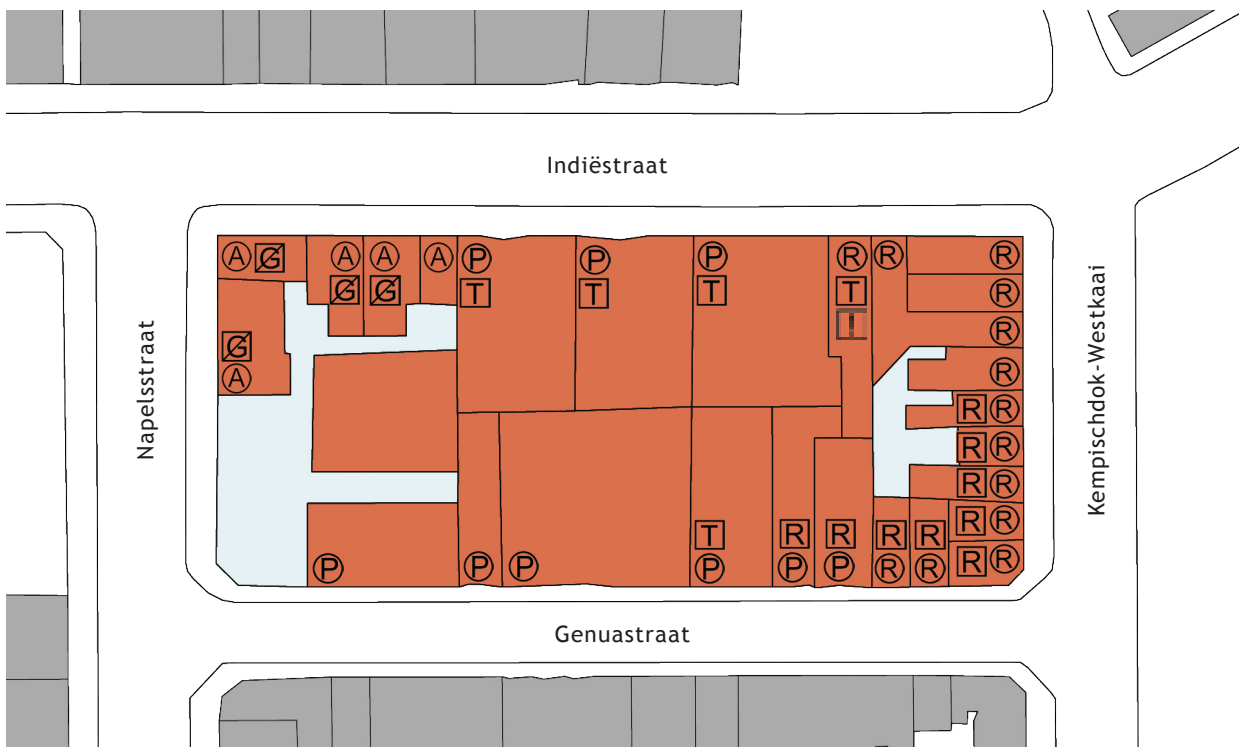 Indiëstraat
A G A A A P P P R R R
G G T T T T R
R
G R
A R R
Napelsstraat
Kempischdok-Westkaai
R R
R R
T R R R R R R
P P P P P P R R R R
Genuastraat